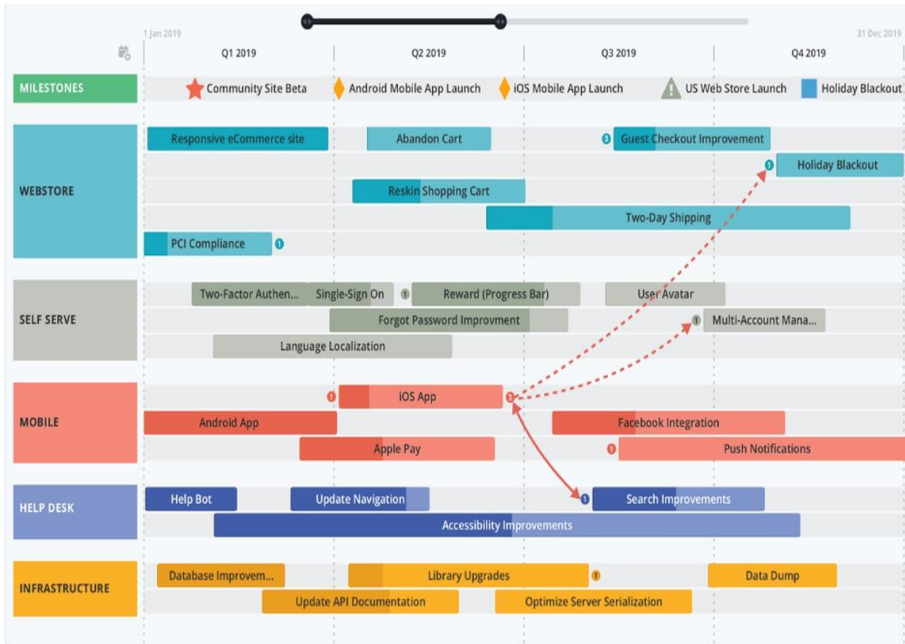 1 Jan 2019
31 Dec 2019
Q1 2019
Q2 2019
Q3 2019
Q4 2019
MILESTONES
Community Site Beta
Android Mobile App Launch
iOS Mobile App Launch
US Web Store Launch
Holiday Blackout
WEBSTORE
Responsive eCommerce site
Abandon Cart
3
Guest Checkout Improvement
1
Holiday Blackout
Reskin Shopping Cart
Two-Day Shipping
PCI Compliance
1
SELF SERVE
Two-Factor Authen...
Single-Sign On
1
Reward (Progress Bar)
User Avatar
Forgot Password Improvment
1
Multi-Account Mana...
Language Localization
MOBILE
1
iOS App
3
Android App
Facebook Integration
Apple Pay
1
Push Notifications
HELP DESK
Help Bot
Update Navigation
1
Search Improvements
Accessibility Improvements
INFRASTRUCTURE
Database Improvem...
Library Upgrades
1
Data Dump
Update API Documentation
Optimize Server Serialization